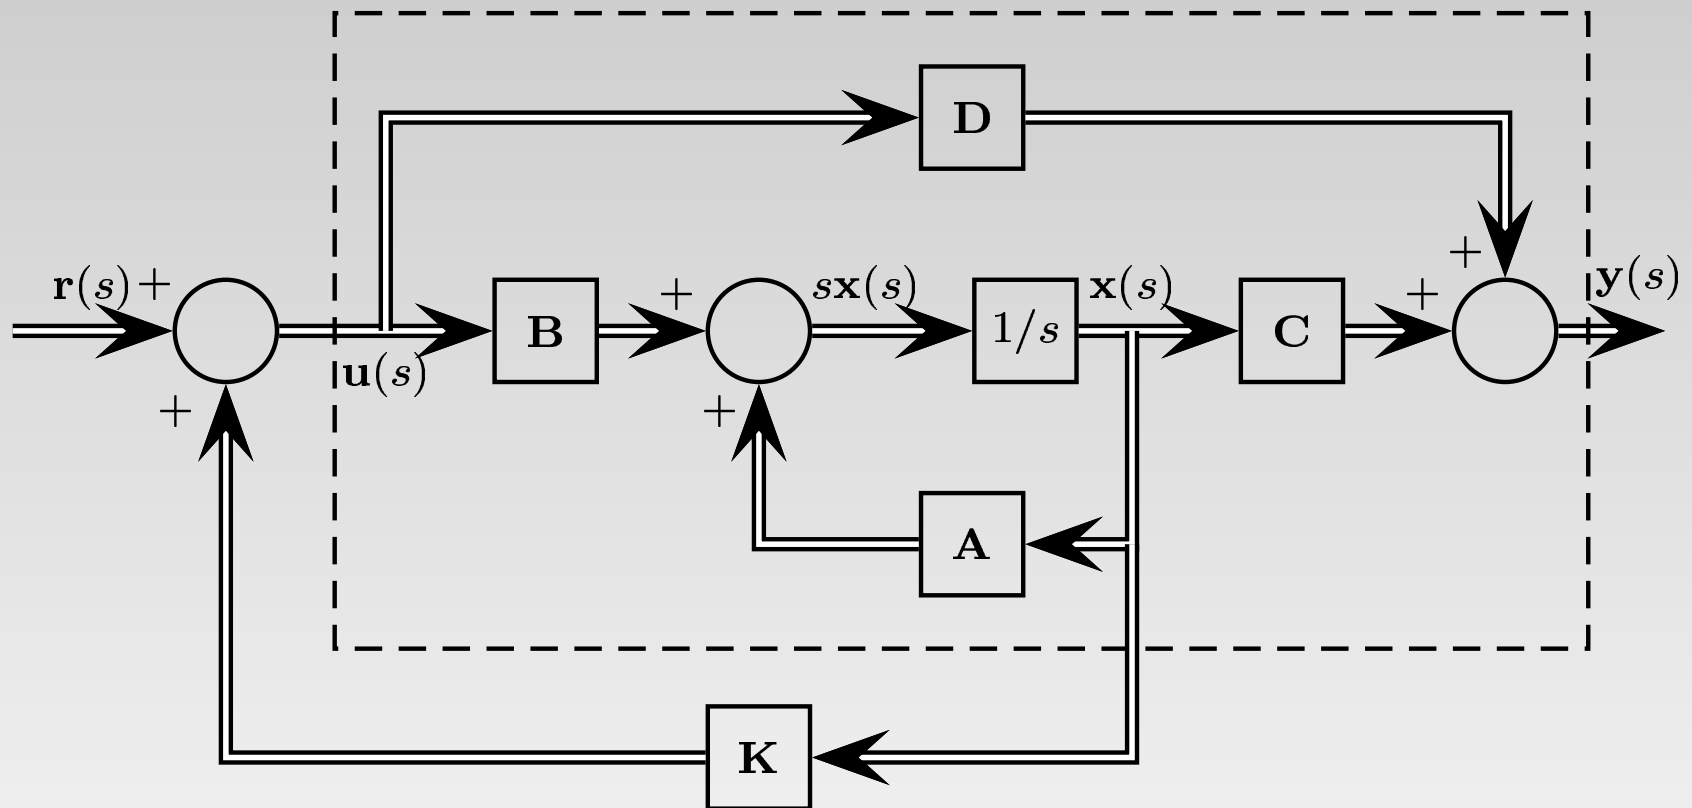 D
r(s) +
+
+
sx(s)
x(s)
+
y(s)
B
1/s
C
u(s)
+
+
A
K